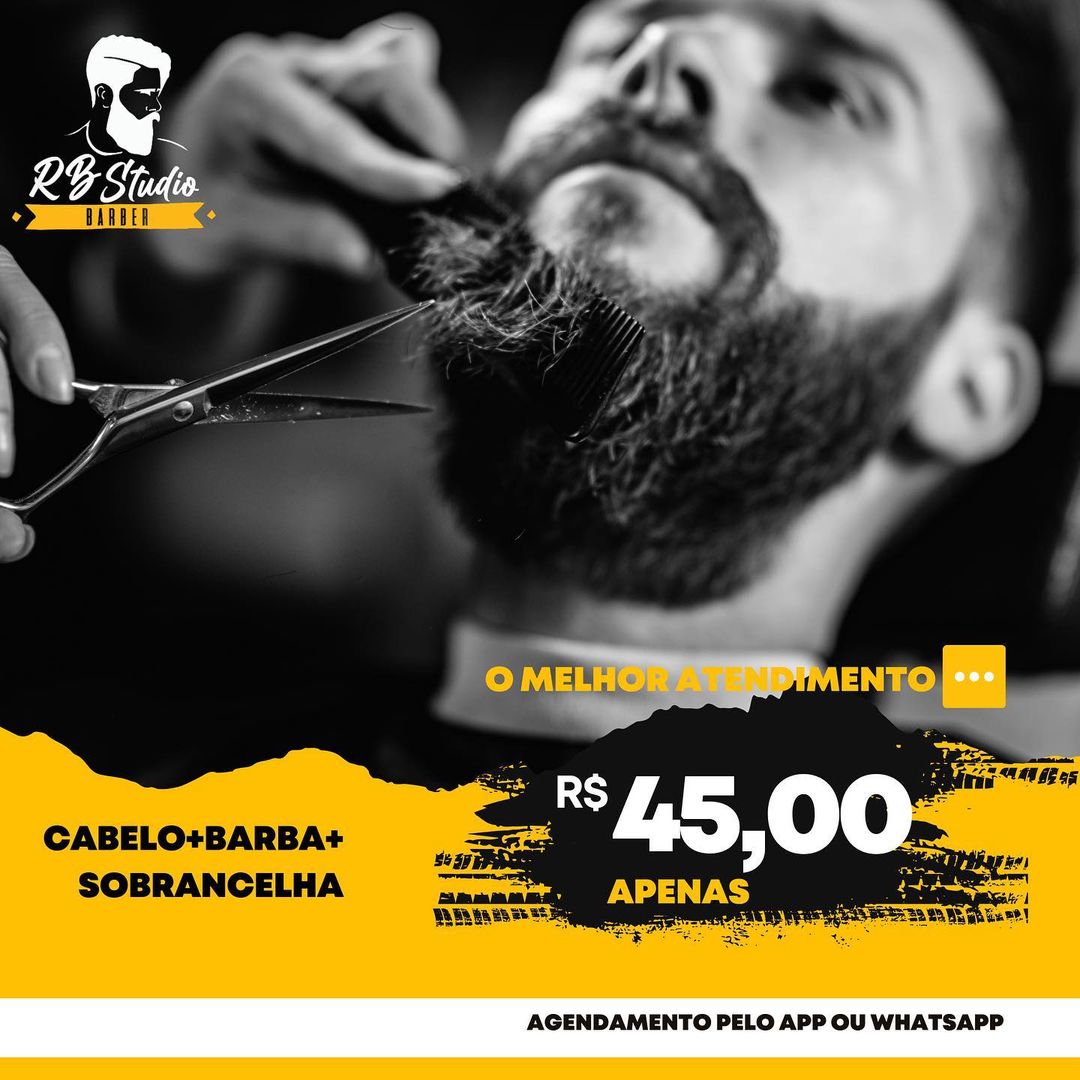 RB Studio
BARBER
O MELHOR ATENDIMENTO
R$ 45,00
APENAS
CABELO+BARBA+
SOBRANCELHA
AGENDAMENTO PELO APP OU WHATSAPP